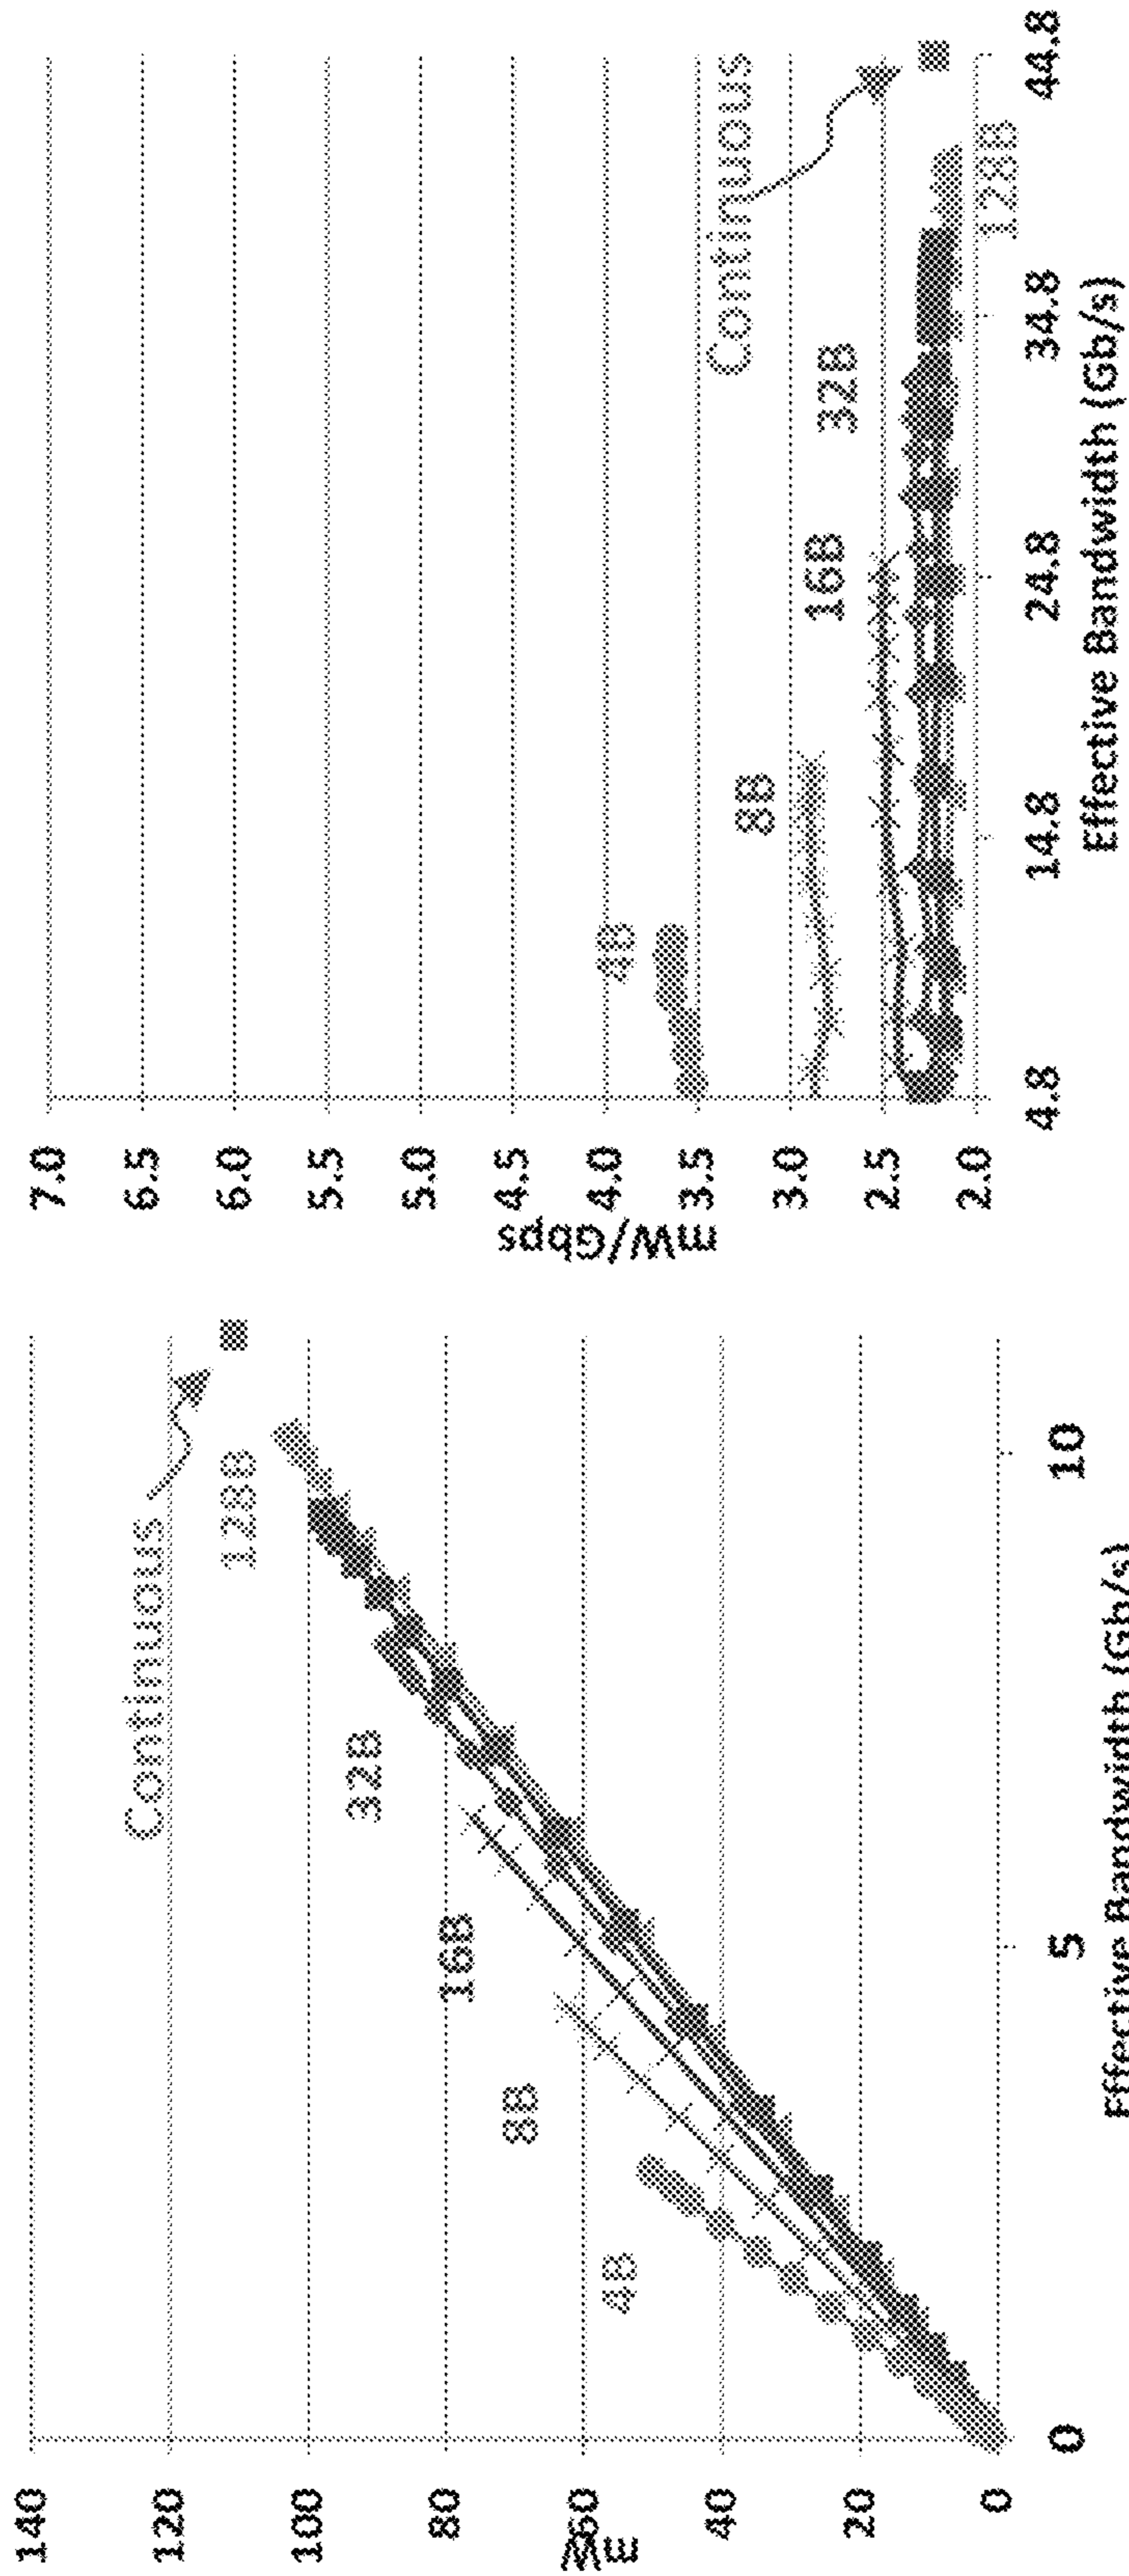 140
120
100
80
60
40
20
0
mW
Continuous
128B
32B
16B
8B
4B
0
5
10
Effective Bandwidth (Gb/s)
7.0
6.5
6.0
5.5
5.0
4.5
4.0
3.5
3.0
2.5
2.0
mW/Gbps
Continuous
4B
8B
16B
32B
128B
4.8
14.8
24.8
34.8
44.8
Effective Bandwidth (Gb/s)